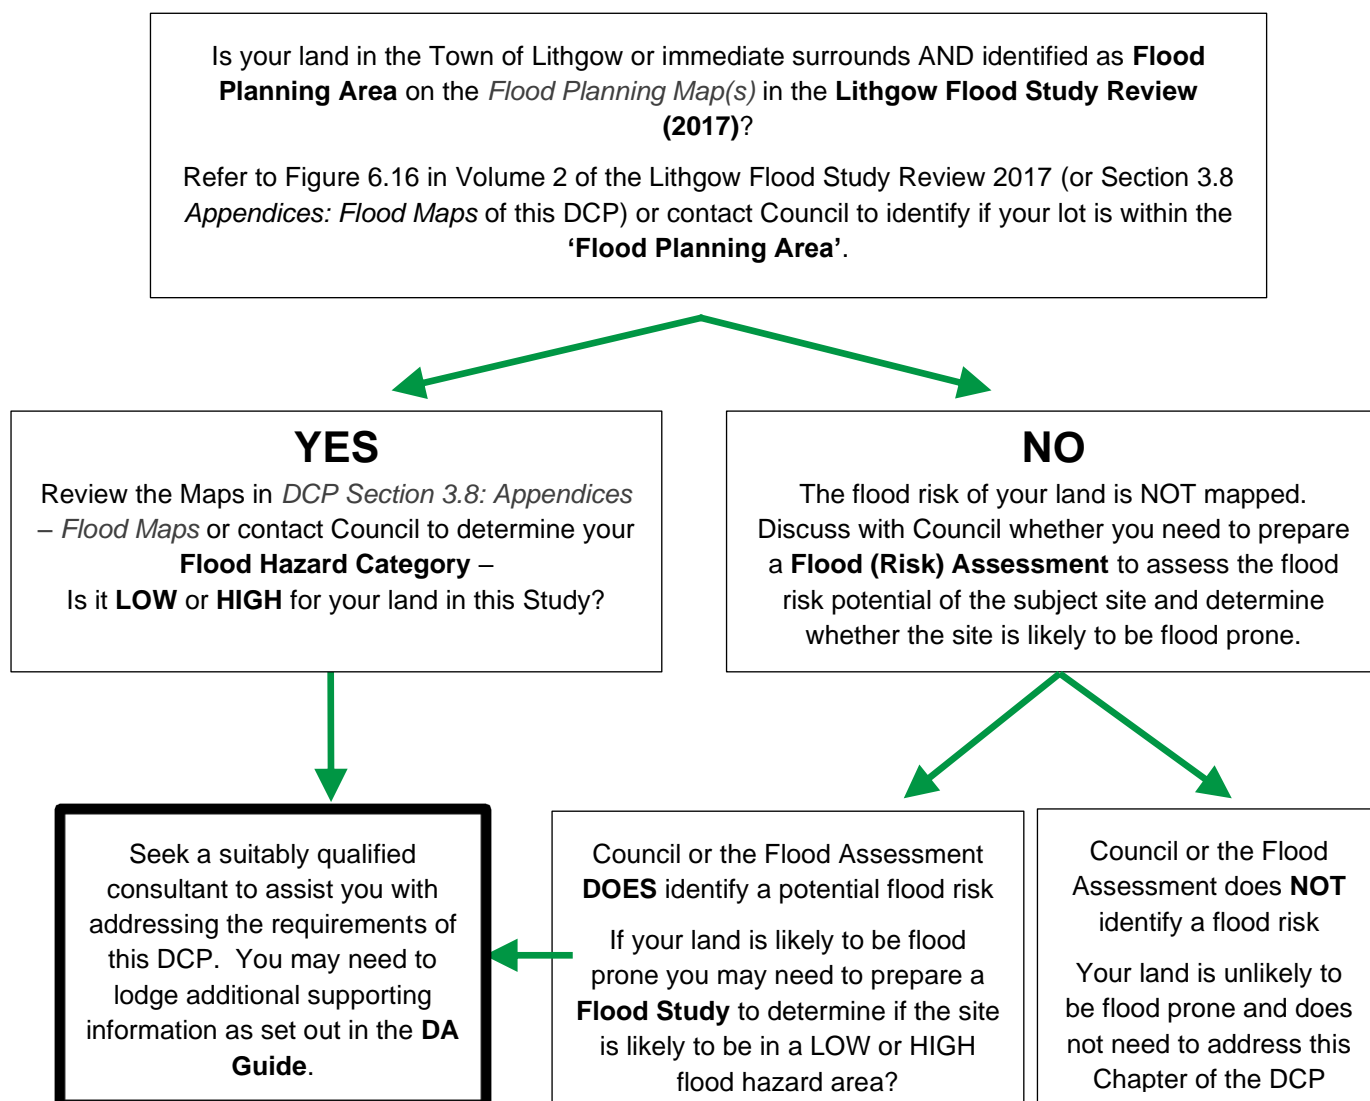 Is your land in the Town of Lithgow or immediate surrounds AND identified as Flood
Planning Area on the Flood Planning Map(s) in the Lithgow Flood Study Review
(2017)?
Refer to Figure 6.16 in Volume 2 of the Lithgow Flood Study Review 2017 (or Section 3.8
Appendices: Flood Maps of this DCP) or contact Council to identify if your lot is within the
‘Flood Planning Area’.
YES
Review the Maps in DCP Section 3.8: Appendices
– Flood Maps or contact Council to determine your
Flood Hazard Category –
Is it LOW or HIGH for your land in this Study?
NO
The flood risk of your land is NOT mapped.
Discuss with Council whether you need to prepare
a Flood (Risk) Assessment to assess the flood
risk potential of the subject site and determine
whether the site is likely to be flood prone.
Seek a suitably qualified
consultant to assist you with
addressing the requirements of
this DCP. You may need to
lodge additional supporting
information as set out in the DA
Guide.
Council or the Flood Assessment
DOES identify a potential flood risk
If your land is likely to be flood
prone you may need to prepare a
Flood Study to determine if the site
is likely to be in a LOW or HIGH
flood hazard area?
Council or the Flood
Assessment does NOT
identify a flood risk
Your land is unlikely to
be flood prone and does
not need to address this
Chapter of the DCP